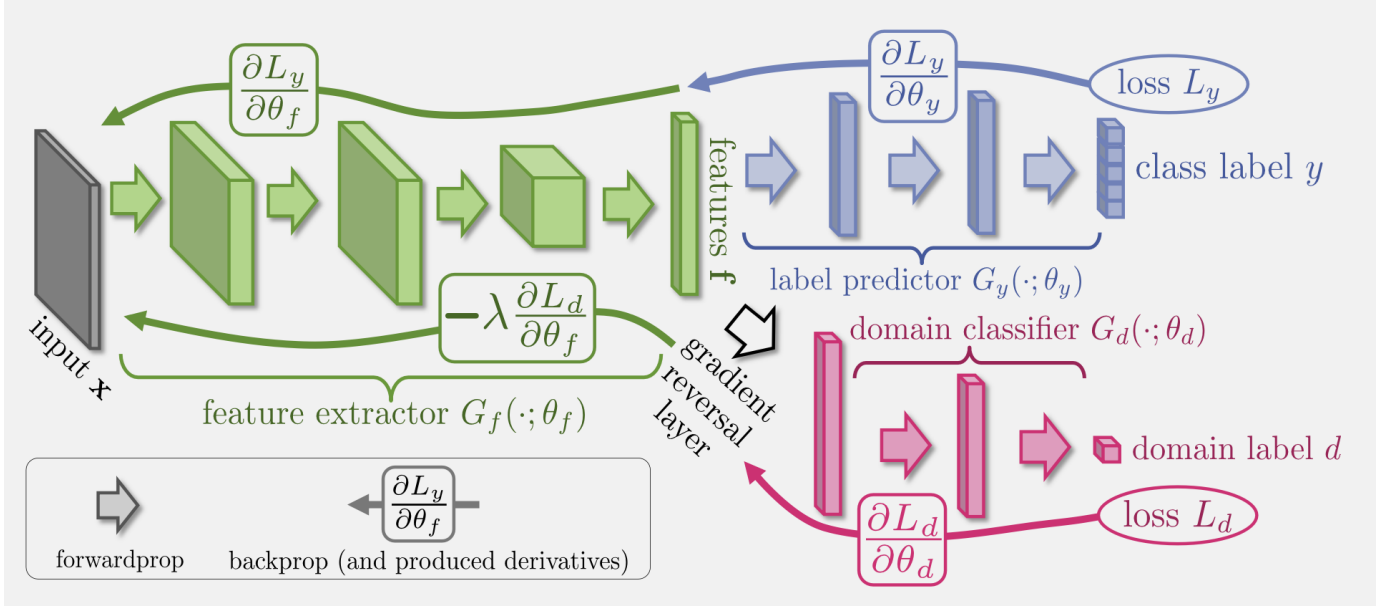 ∂L_y/∂θ_f
∂L_y/∂θ_y
loss L_y
class label y
features f
label predictor G_y(·;θ_y)
input x
−λ ∂L_d/∂θ_f
feature extractor G_f(·;θ_f)
gradient
reversal
layer
domain classifier G_d(·;θ_d)
domain label d
∂L_d/∂θ_d
loss L_d
forwardprop
∂L_y/∂θ_f
backprop (and produced derivatives)